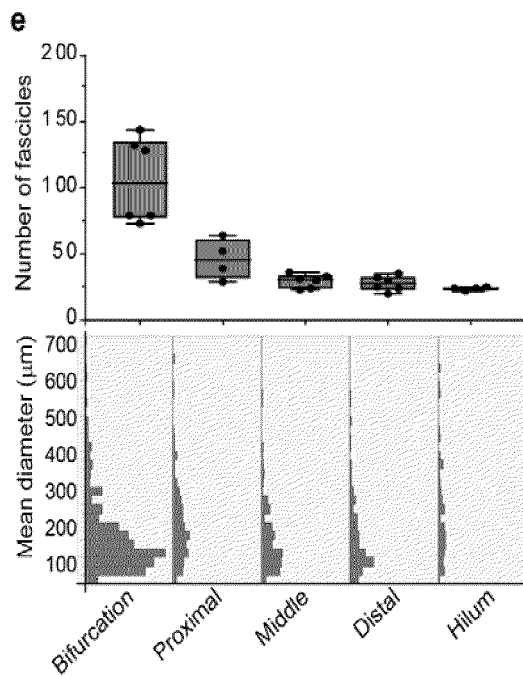 e
Number of fascicles
200
150
100
50
0
Mean diameter (μm)
700
600
500
400
300
200
100
Bifurcation
Proximal
Middle
Distal
Hilum